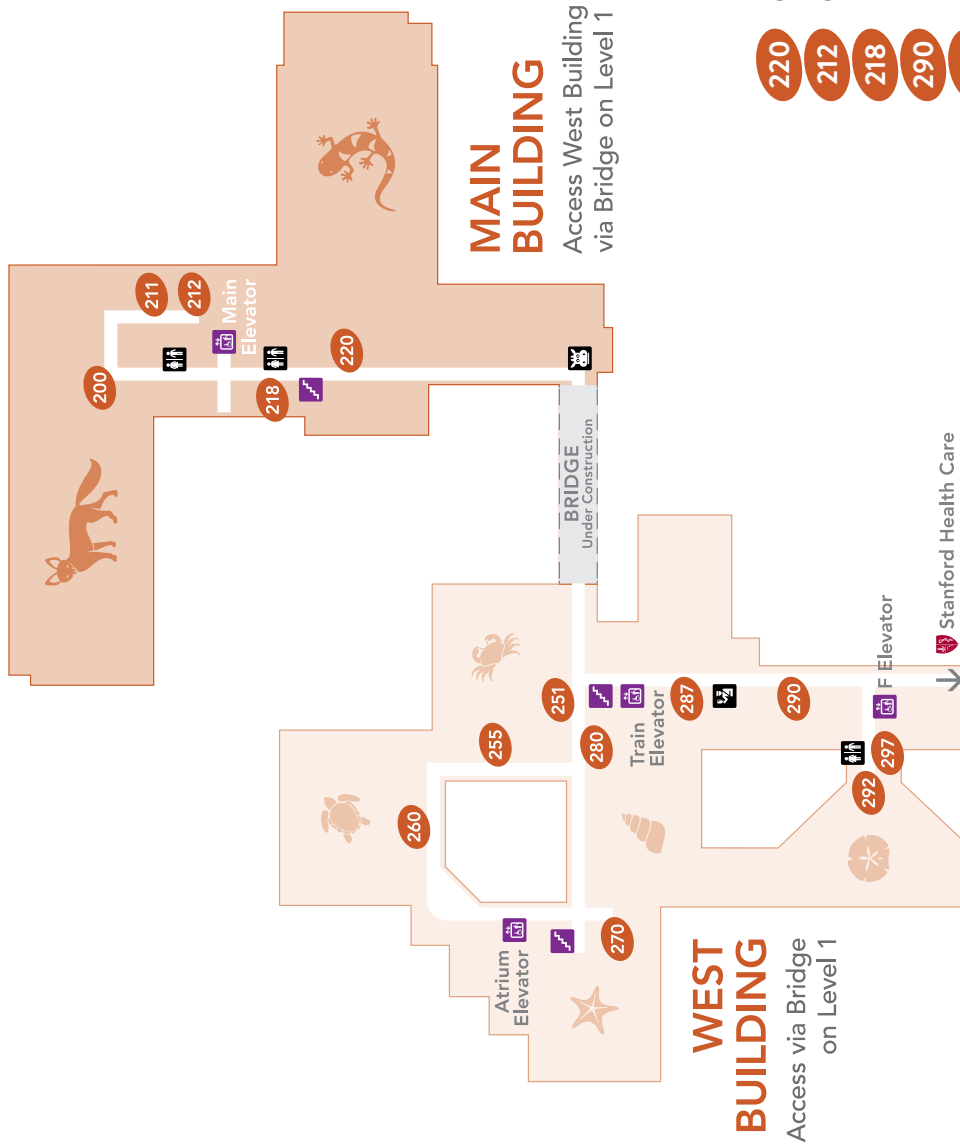 MAIN
BUILDING
Access West Building
via Bridge on Level 1
200
211
212
Main
Elevator
218
220
BRIDGE
Under Construction
251
255
260
270
280
Train
Elevator
287
290
292
297
F Elevator
Stanford Health Care
Atrium
Elevator
WEST
BUILDING
Access via Bridge
on Level 1
220
212
218
290